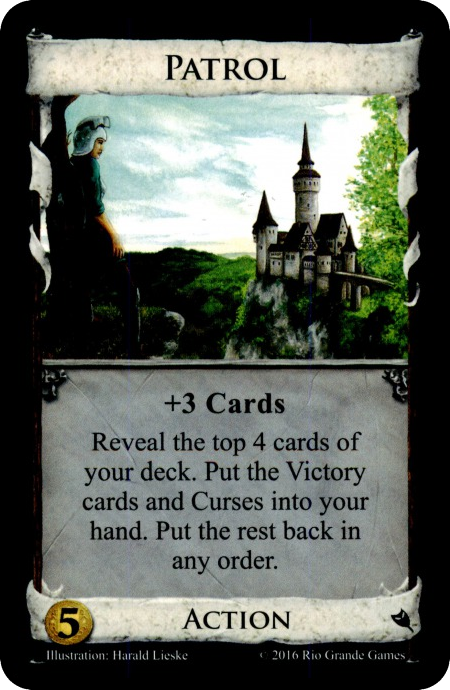 PATROL
+3 Cards
Reveal the top 4 cards of
your deck. Put the Victory
cards and Curses into your
hand. Put the rest back in
any order.
5
ACTION
Illustration: Harald Lieske © 2016 Rio Grande Games